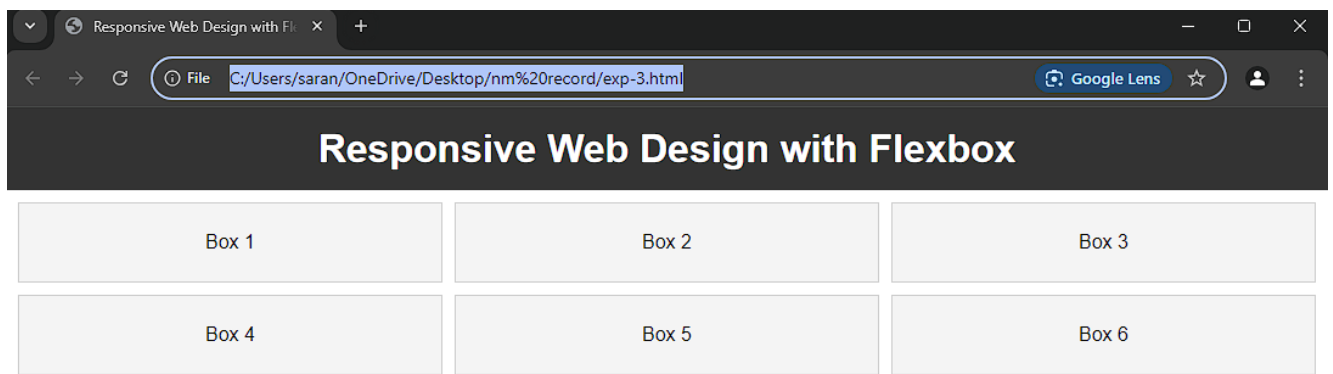 Responsive Web Design with Fl
File C:/Users/saran/OneDrive/Desktop/nm%20record/exp-3.html Google Lens
Responsive Web Design with Flexbox
Box 1 Box 2 Box 3
Box 4 Box 5 Box 6